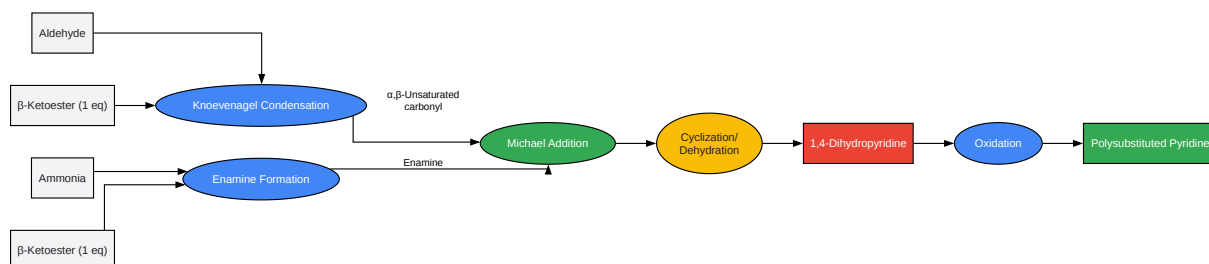 Aldehyde
β-Ketoester (1 eq)
Knoevenagel Condensation
α,β-Unsaturated
carbonyl
Michael Addition
Cyclization/
Dehydration
1,4-Dihydropyridine
Oxidation
Polysubstituted Pyridine
Enamine
Ammonia
Enamine Formation
β-Ketoester (1 eq)